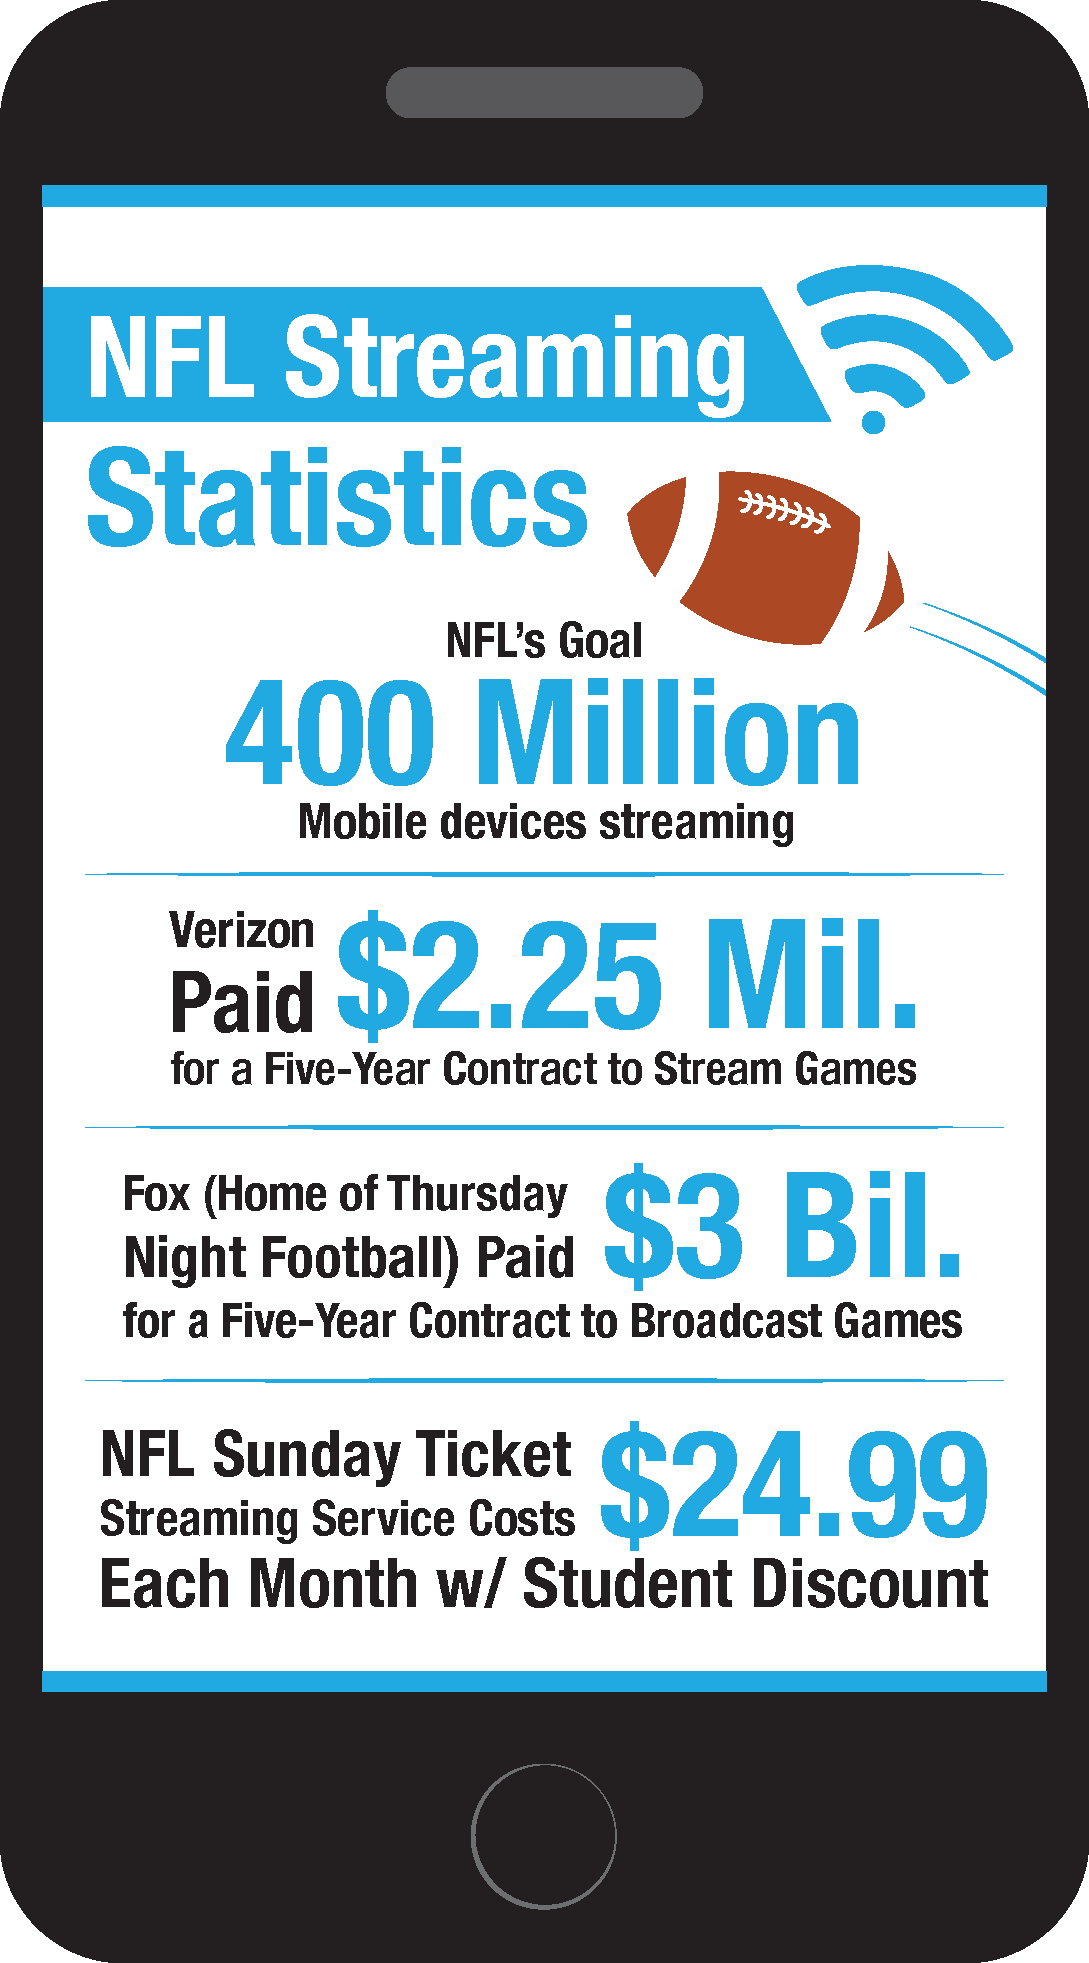 NFL Streaming
Statistics
NFL’s Goal
400 Million
Mobile devices streaming
Verizon
Paid $2.25 Mil.
for a Five-Year Contract to Stream Games
Fox (Home of Thursday
Night Football) Paid $3 Bil.
for a Five-Year Contract to Broadcast Games
NFL Sunday Ticket
Streaming Service Costs $24.99
Each Month w/ Student Discount